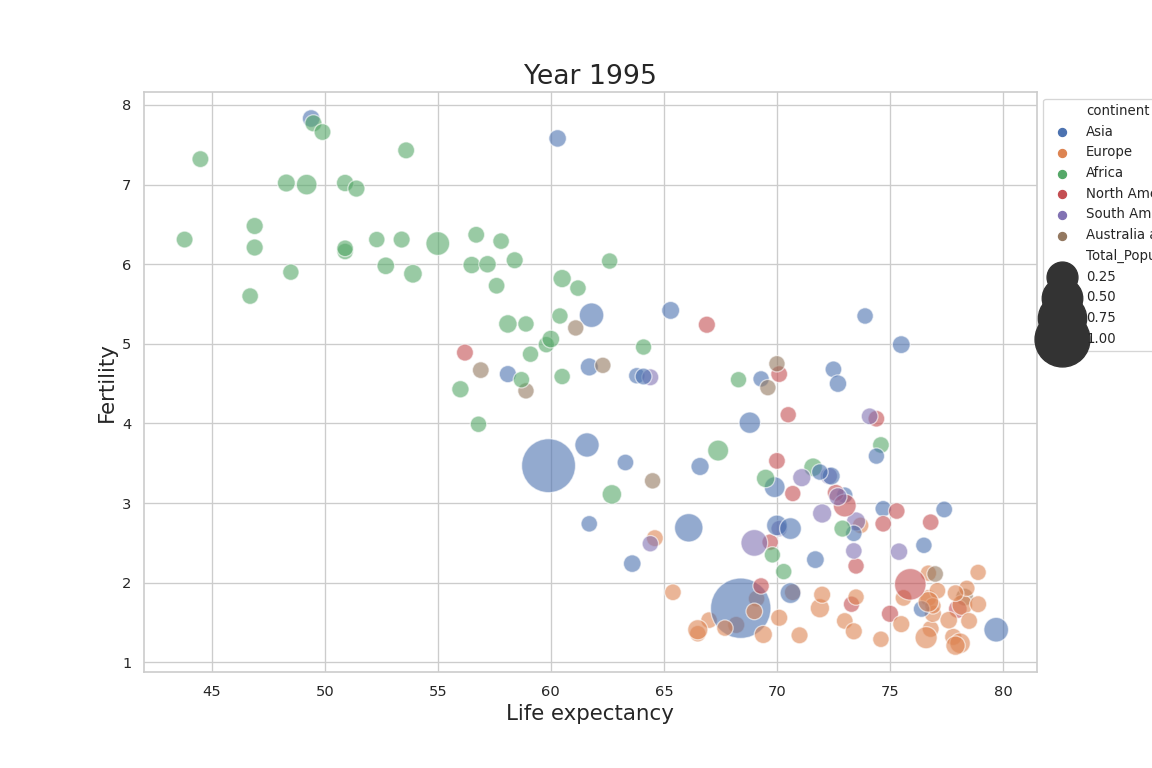 Year 1995
8
7
6
5
4
3
2
1
Fertility
45
50
55
60
65
70
75
80
Life expectancy
continent
Asia
Europe
Africa
North Ame
South Am
Australia a
Total_Popu
0.25
0.50
0.75
1.00